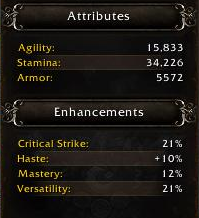 Attributes
Agility: 15,833
Stamina: 34,226
Armor: 5572
Enhancements
Critical Strike: 21%
Haste: +10%
Mastery: 12%
Versatility: 21%